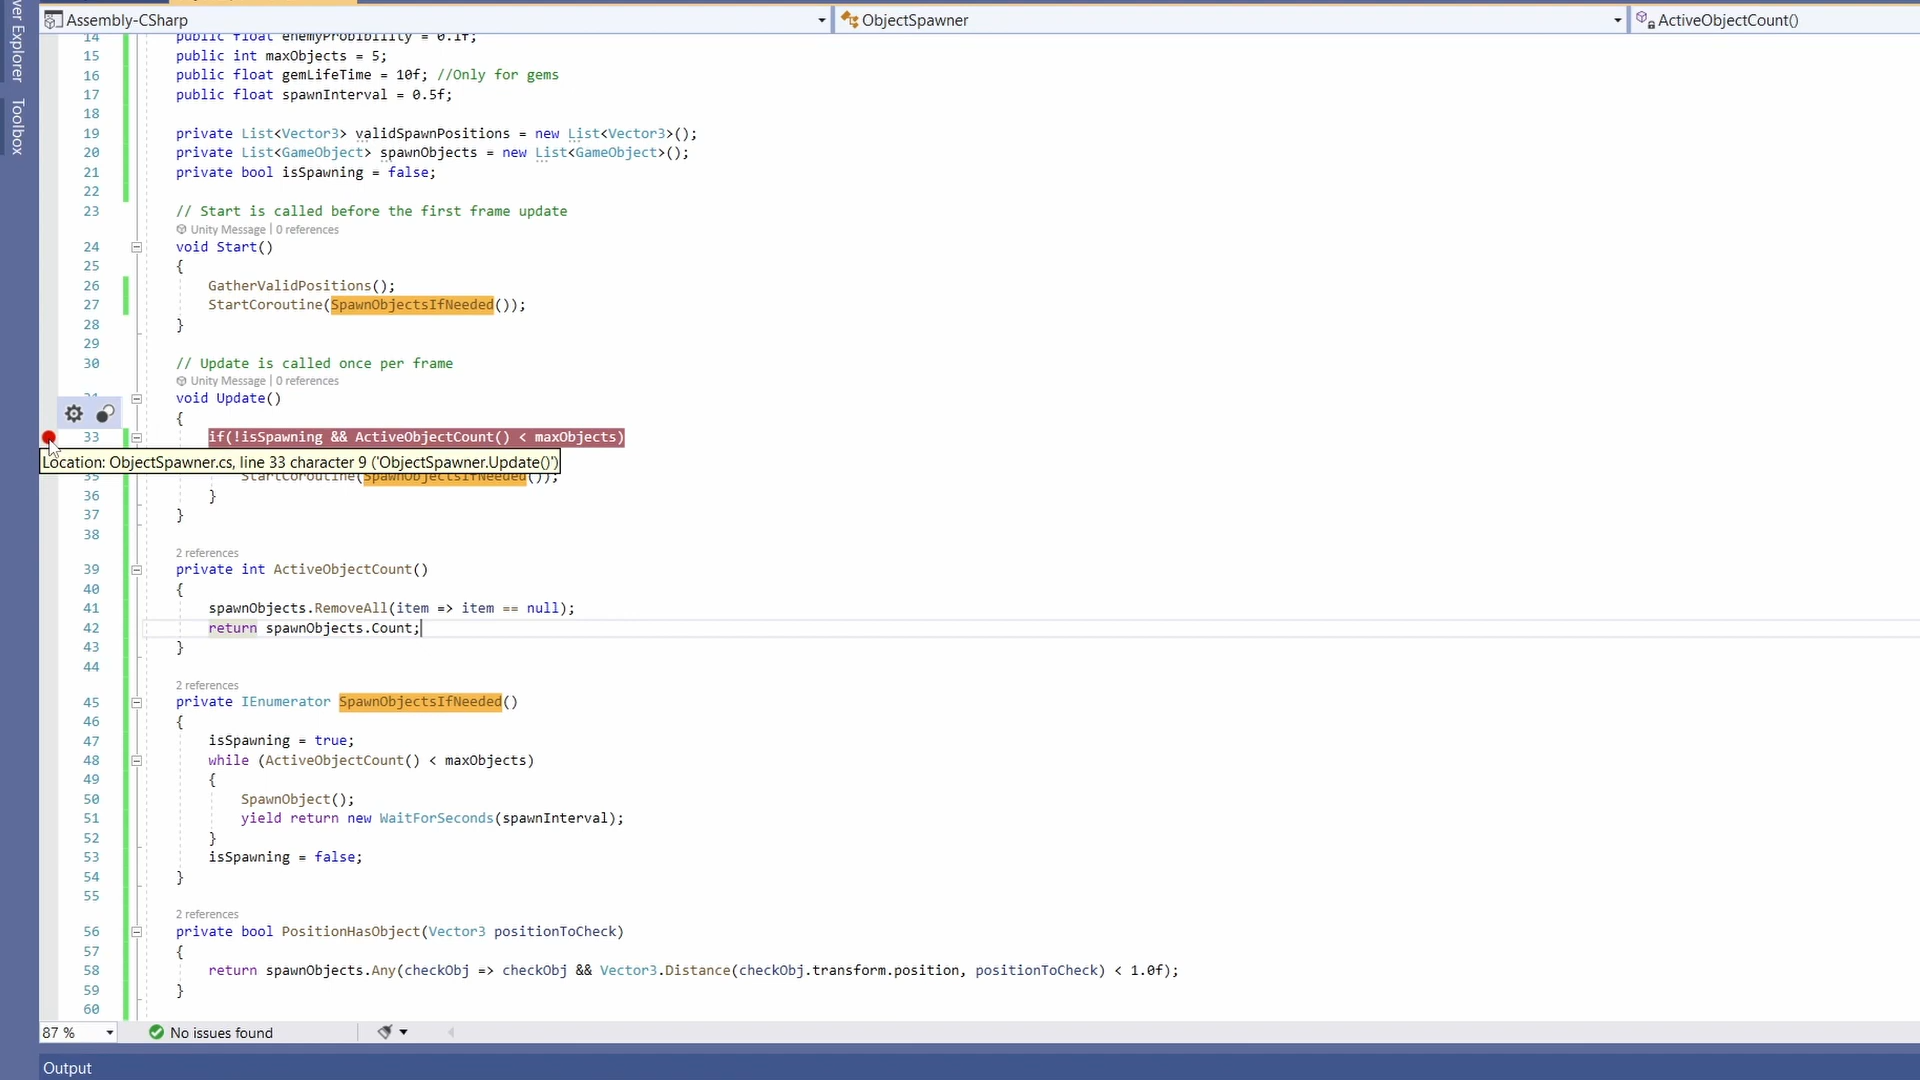 ver Explorer
Toolbox
Assembly-CSharp
ObjectSpawner
ActiveObjectCount()
14 public float enemyProbibility = 0.1f;
15 public int maxObjects = 5;
16 public float gemLifeTime = 10f; //Only for gems
17 public float spawnInterval = 0.5f;
18
19 private List<Vector3> validSpawnPositions = new List<Vector3>();
20 private List<GameObject> spawnObjects = new List<GameObject>();
21 private bool isSpawning = false;
22
23 // Start is called before the first frame update
Unity Message | 0 references
24 void Start()
25 {
26 GatherValidPositions();
27 StartCoroutine(SpawnObjectsIfNeeded());
28 }
29
30 // Update is called once per frame
Unity Message | 0 references
void Update()
{
33 if(!isSpawning && ActiveObjectCount() < maxObjects)
Location: ObjectSpawner.cs, line 33 character 9 ('ObjectSpawner.Update()')
35 StartCoroutine(SpawnObjectsIfNeeded());
36 }
37 }
38
2 references
39 private int ActiveObjectCount()
40 {
41 spawnObjects.RemoveAll(item => item == null);
42 return spawnObjects.Count;
43 }
44
2 references
45 private IEnumerator SpawnObjectsIfNeeded()
46 {
47 isSpawning = true;
48 while (ActiveObjectCount() < maxObjects)
49 {
50 SpawnObject();
51 yield return new WaitForSeconds(spawnInterval);
52 }
53 isSpawning = false;
54 }
55
2 references
56 private bool PositionHasObject(Vector3 positionToCheck)
57 {
58 return spawnObjects.Any(checkObj => checkObj && Vector3.Distance(checkObj.transform.position, positionToCheck) < 1.0f);
59 }
60
87 %
No issues found
Output